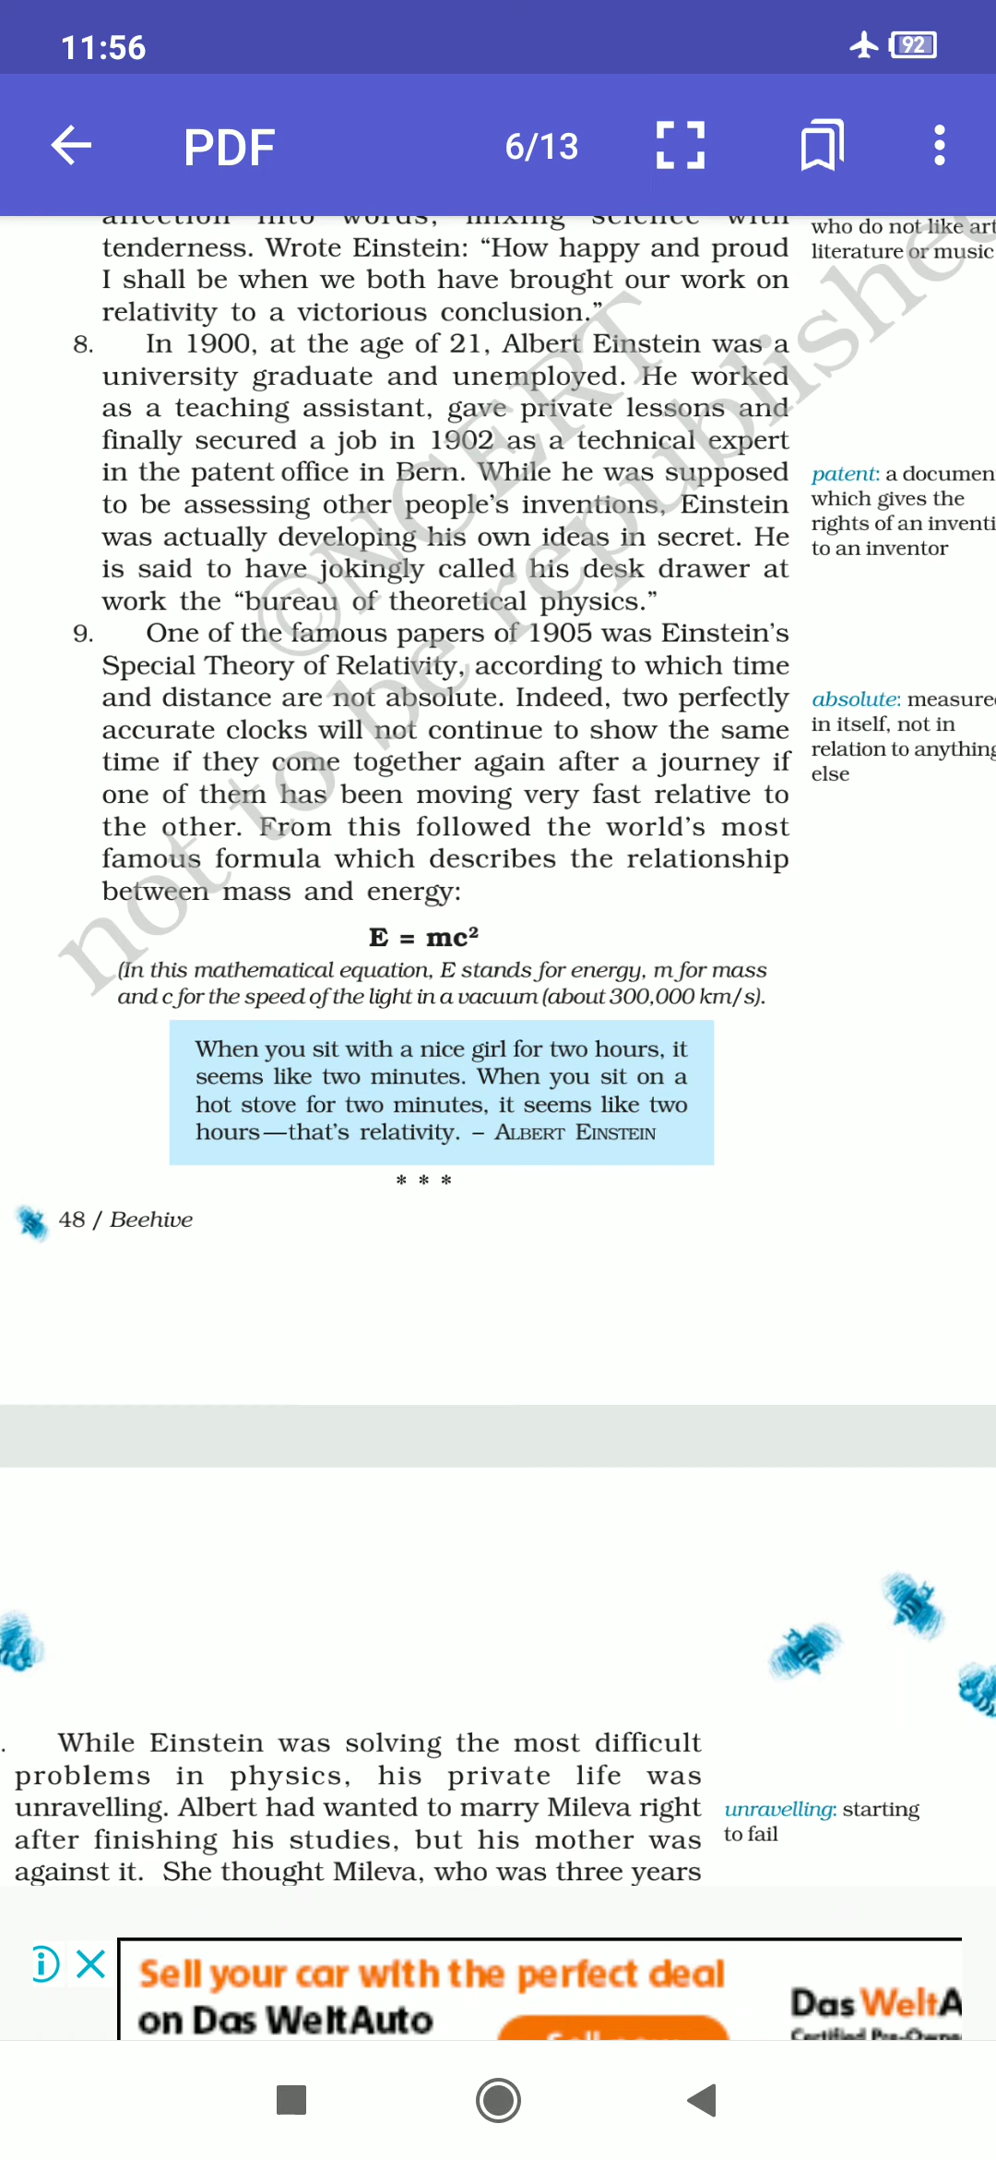 11:56
92
PDF
6/13
affection into words, mixing science with
tenderness. Wrote Einstein: “How happy and proud
I shall be when we both have brought our work on
relativity to a victorious conclusion.”
who do not like art
literature or music
8. In 1900, at the age of 21, Albert Einstein was a
university graduate and unemployed. He worked
as a teaching assistant, gave private lessons and
finally secured a job in 1902 as a technical expert
in the patent office in Bern. While he was supposed
to be assessing other people’s inventions, Einstein
was actually developing his own ideas in secret. He
is said to have jokingly called his desk drawer at
work the “bureau of theoretical physics.”
patent: a documen
which gives the
rights of an inventi
to an inventor
9. One of the famous papers of 1905 was Einstein’s
Special Theory of Relativity, according to which time
and distance are not absolute. Indeed, two perfectly
accurate clocks will not continue to show the same
time if they come together again after a journey if
one of them has been moving very fast relative to
the other. From this followed the world’s most
famous formula which describes the relationship
between mass and energy:
absolute: measure
in itself, not in
relation to anything
else
E = mc²
(In this mathematical equation, E stands for energy, m for mass
and c for the speed of the light in a vacuum (about 300,000 km/s).
When you sit with a nice girl for two hours, it
seems like two minutes. When you sit on a
hot stove for two minutes, it seems like two
hours—that’s relativity. – ALBERT EINSTEIN
* * *
48 / Beehive
©NCERT
not to be republishe
. While Einstein was solving the most difficult
problems in physics, his private life was
unravelling. Albert had wanted to marry Mileva right
after finishing his studies, but his mother was
against it. She thought Mileva, who was three years
unravelling: starting
to fail
Sell your car with the perfect deal
on Das WeltAuto
Das WeltA